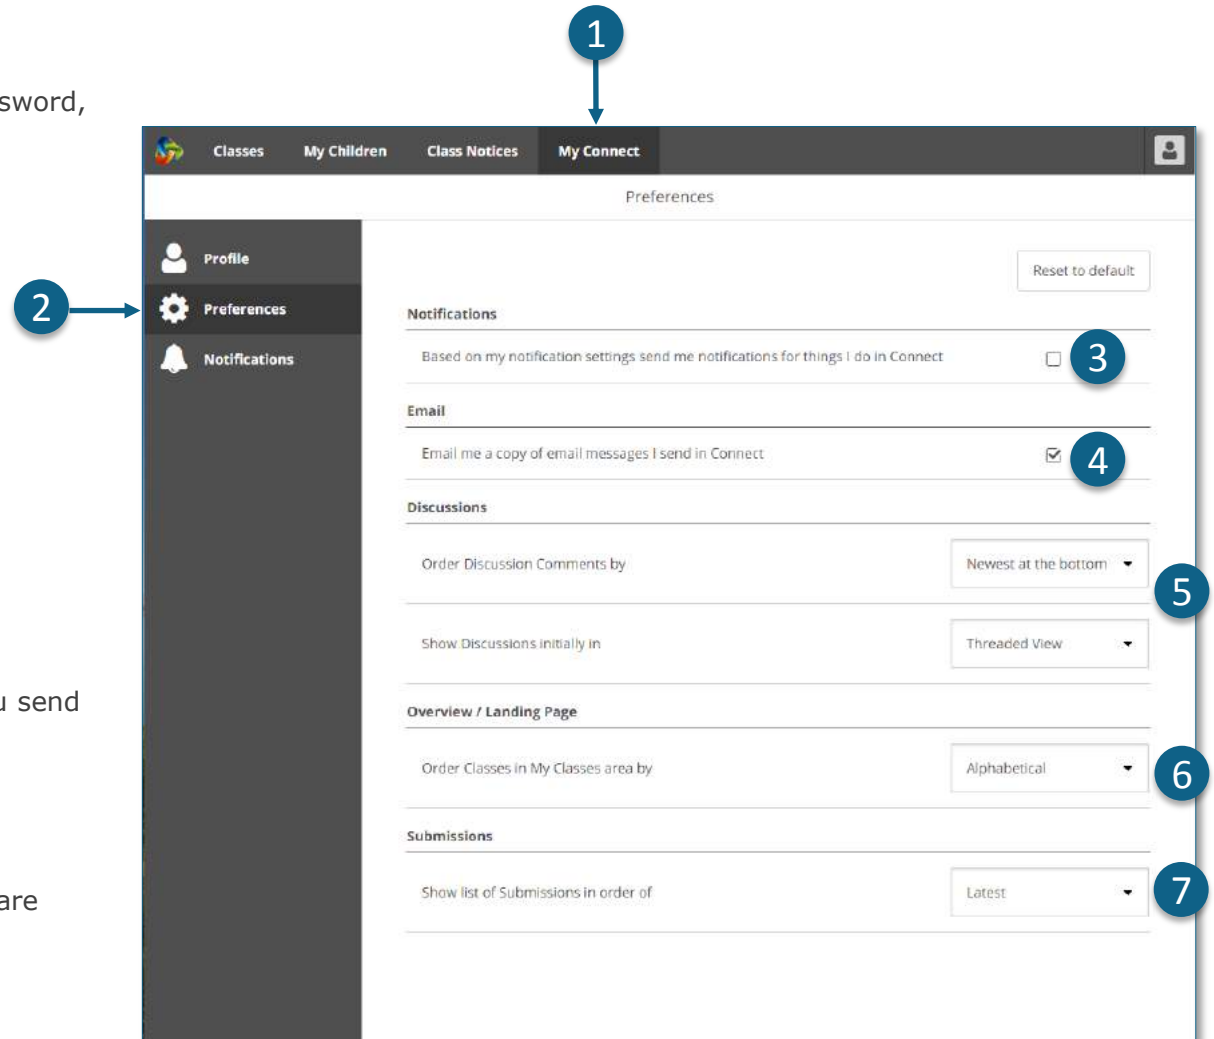 1
sword,
Classes My Children Class Notices My Connect
Preferences
Profile
Reset to default
2
Preferences
Notifications
Notifications
Based on my notification settings send me notifications for things I do in Connect
3
Notifications
Email
Email me a copy of email messages I send in Connect
4
Discussions
Order Discussion Comments by
Newest at the bottom
5
Show Discussions initially in
Threaded View
u send
Overview / Landing Page
Order Classes in My Classes area by
Alphabetical
6
Submissions
Show list of Submissions in order of
Latest
7
are